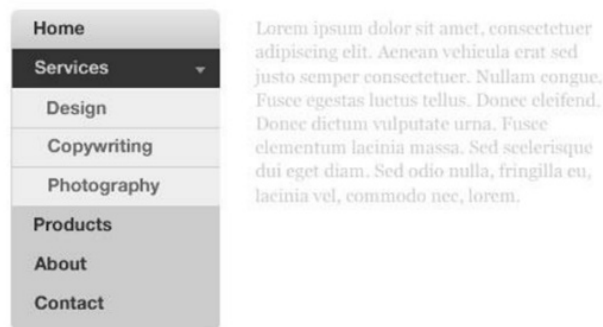 Home
Services
Design
Copywriting
Photography
Products
About
Contact
Lorem ipsum dolor sit amet, consectetuer
adipiscing elit. Aenean vehicula erat sed
justo semper consectetuer. Nullam congue.
Fusce egestas luctus tellus. Donec eleifend.
Donec dictum vulputate urna. Fusce
elementum lacinia massa. Sed scelerisque
dui eget diam. Sed odio nulla, fringilla eu,
lacinia vel, commodo nec, lorem.